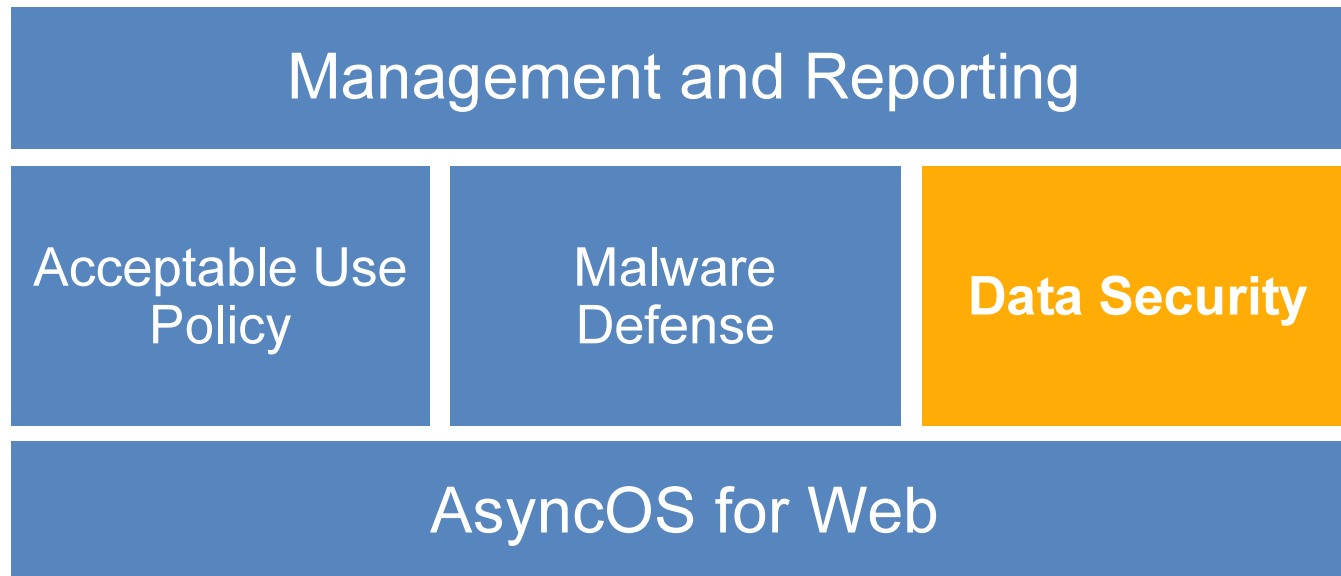 Management and Reporting
Acceptable Use
Policy
Malware
Defense
Data Security
AsyncOS for Web